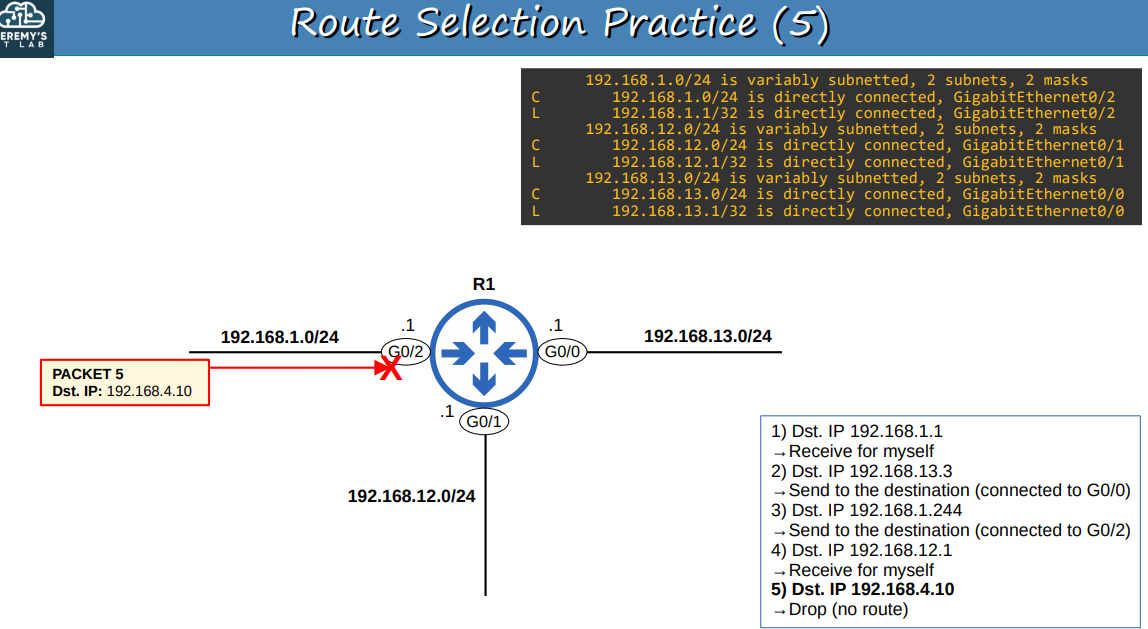 JEREMY'S
IT LAB
Route Selection Practice (5)
192.168.1.0/24 is variably subnetted, 2 subnets, 2 masks
C 192.168.1.0/24 is directly connected, GigabitEthernet0/2
L 192.168.1.1/32 is directly connected, GigabitEthernet0/2
192.168.12.0/24 is variably subnetted, 2 subnets, 2 masks
C 192.168.12.0/24 is directly connected, GigabitEthernet0/1
L 192.168.12.1/32 is directly connected, GigabitEthernet0/1
192.168.13.0/24 is variably subnetted, 2 subnets, 2 masks
C 192.168.13.0/24 is directly connected, GigabitEthernet0/0
L 192.168.13.1/32 is directly connected, GigabitEthernet0/0
R1
.1
.1
192.168.1.0/24
192.168.13.0/24
G0/2
G0/0
X
PACKET 5
Dst. IP: 192.168.4.10
.1
G0/1
192.168.12.0/24
1) Dst. IP 192.168.1.1
→Receive for myself
2) Dst. IP 192.168.13.3
→Send to the destination (connected to G0/0)
3) Dst. IP 192.168.1.244
→Send to the destination (connected to G0/2)
4) Dst. IP 192.168.12.1
→Receive for myself
5) Dst. IP 192.168.4.10
→Drop (no route)